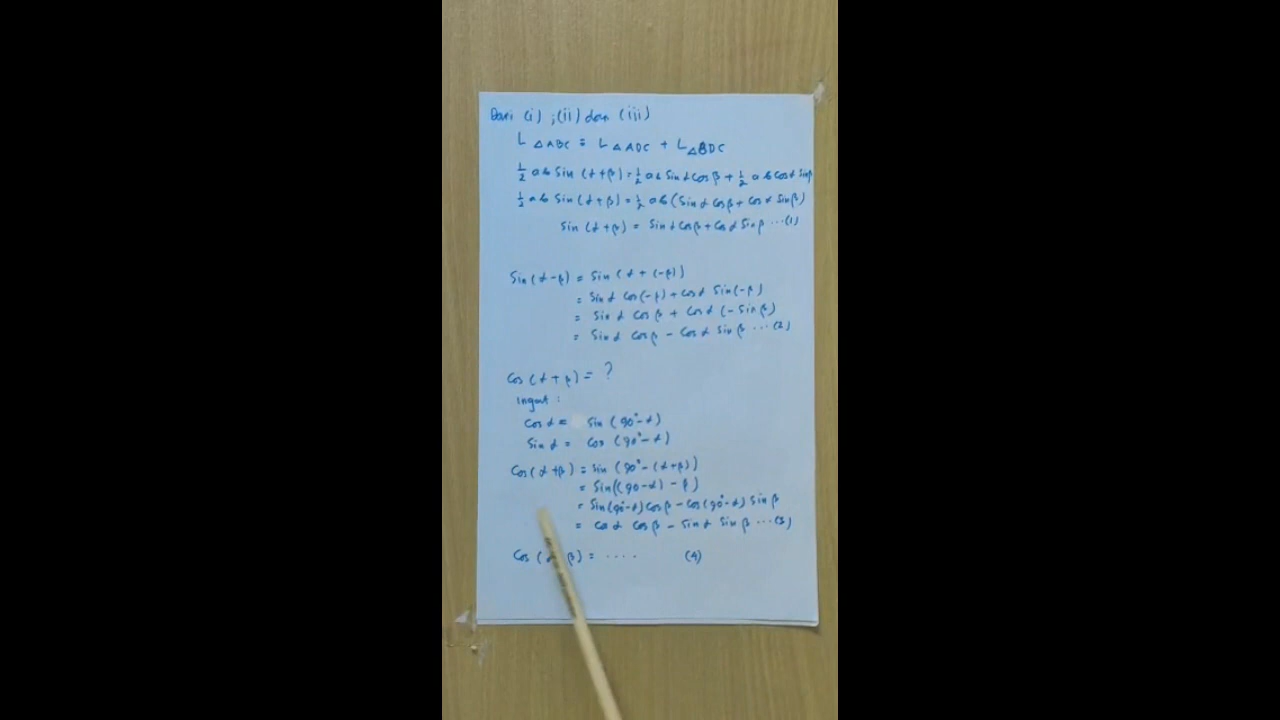 Dari (i) ; (ii) dan (iii)
L △ABC = L △ADC + L △BDC
1/2 ab Sin (α+β) = 1/2 ab Sin α Cos β + 1/2 ab Cos α Sin β
1/2 ab Sin (α+β) = 1/2 ab (Sin α Cos β + Cos α Sin β)
Sin (α+β) = Sin α Cos β + Cos α Sin β ... (1)
Sin (α-β) = Sin (α + (-β))
= Sin α Cos (-β) + Cos α Sin (-β)
= Sin α Cos β + Cos α (-Sin β)
= Sin α Cos β - Cos α Sin β ... (2)
Cos (α+β) = ?
Ingat :
Cos α = Sin (90°-α)
Sin α = Cos (90°-α)
Cos (α+β) = Sin (90°-(α+β))
= Sin ((90-α) - β)
= Sin (90°-α) Cos β - Cos (90°-α) Sin β
= Cos α Cos β - Sin α Sin β ... (3)
Cos (α β) = .... (4)